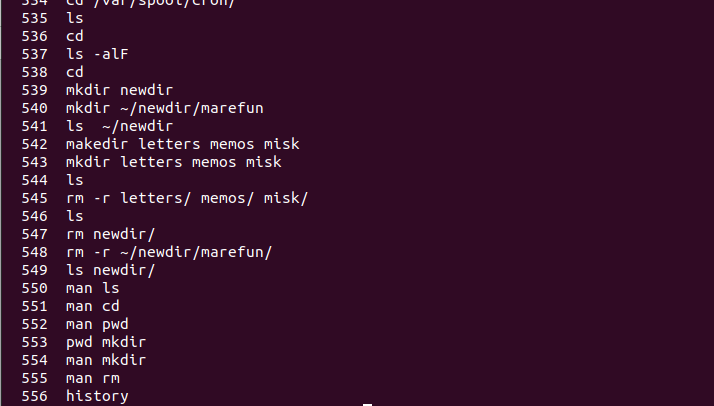 534  cd /var/spool/cron/
535  ls
536  cd
537  ls -alF
538  cd
539  mkdir newdir
540  mkdir ~/newdir/marefun
541  ls  ~/newdir
542  makedir letters memos misk
543  mkdir letters memos misk
544  ls
545  rm -r letters/ memos/ misk/
546  ls
547  rm newdir/
548  rm -r ~/newdir/marefun/
549  ls newdir/
550  man ls
551  man cd
552  man pwd
553  pwd mkdir
554  man mkdir
555  man rm
556  history